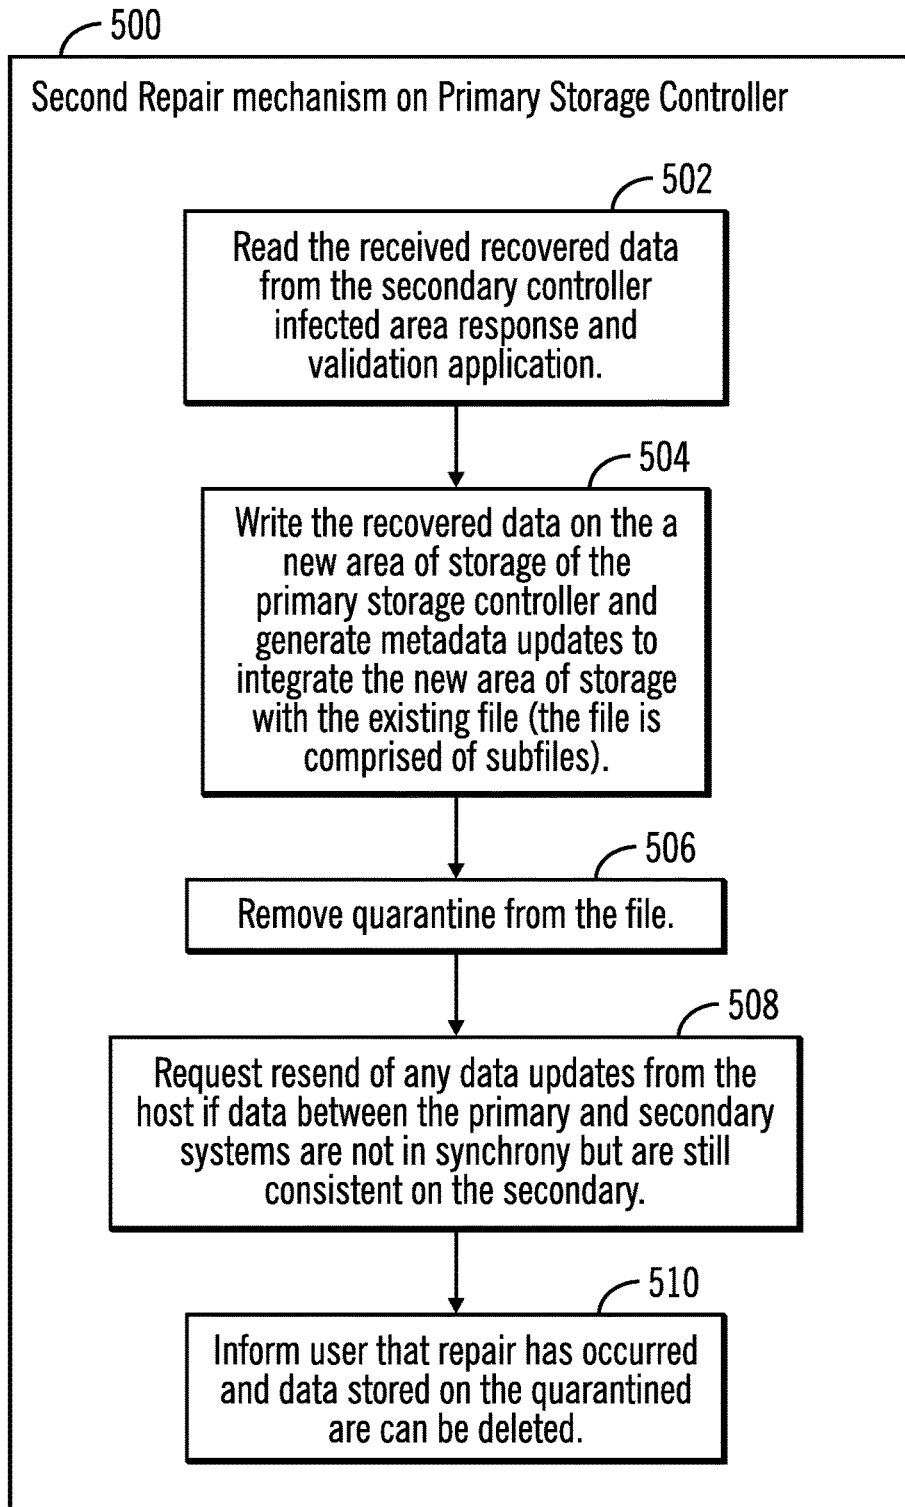 500
Second Repair mechanism on Primary Storage Controller
502
Read the received recovered data
from the secondary controller
infected area response and
validation application.
504
Write the recovered data on the a
new area of storage of the
primary storage controller and
generate metadata updates to
integrate the new area of storage
with the existing file (the file is
comprised of subfiles).
506
Remove quarantine from the file.
508
Request resend of any data updates from the
host if data between the primary and secondary
systems are not in synchrony but are still
consistent on the secondary.
510
Inform user that repair has occurred
and data stored on the quarantined
are can be deleted.